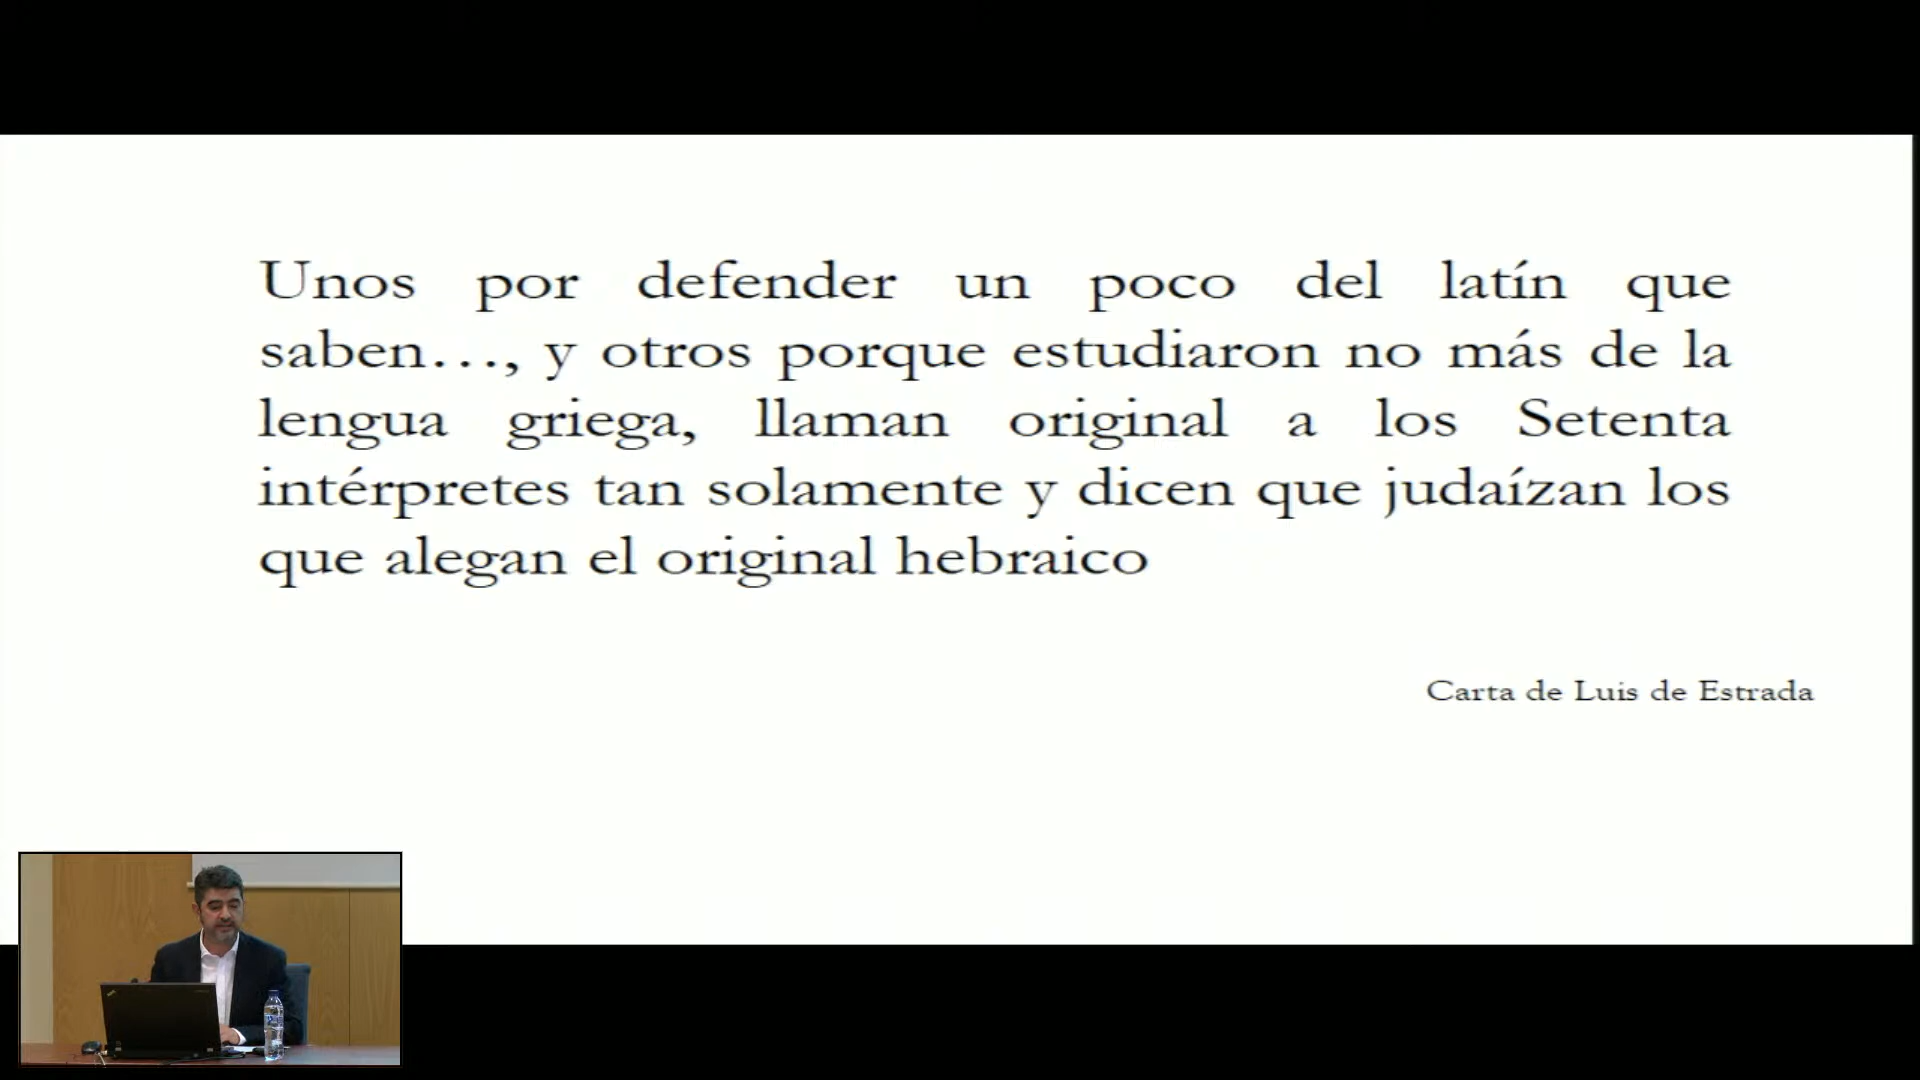 Unos por defender un poco del latín que
saben…, y otros porque estudiaron no más de la
lengua griega, llaman original a los Setenta
intérpretes tan solamente y dicen que judaízan los
que alegan el original hebraico
Carta de Luis de Estrada